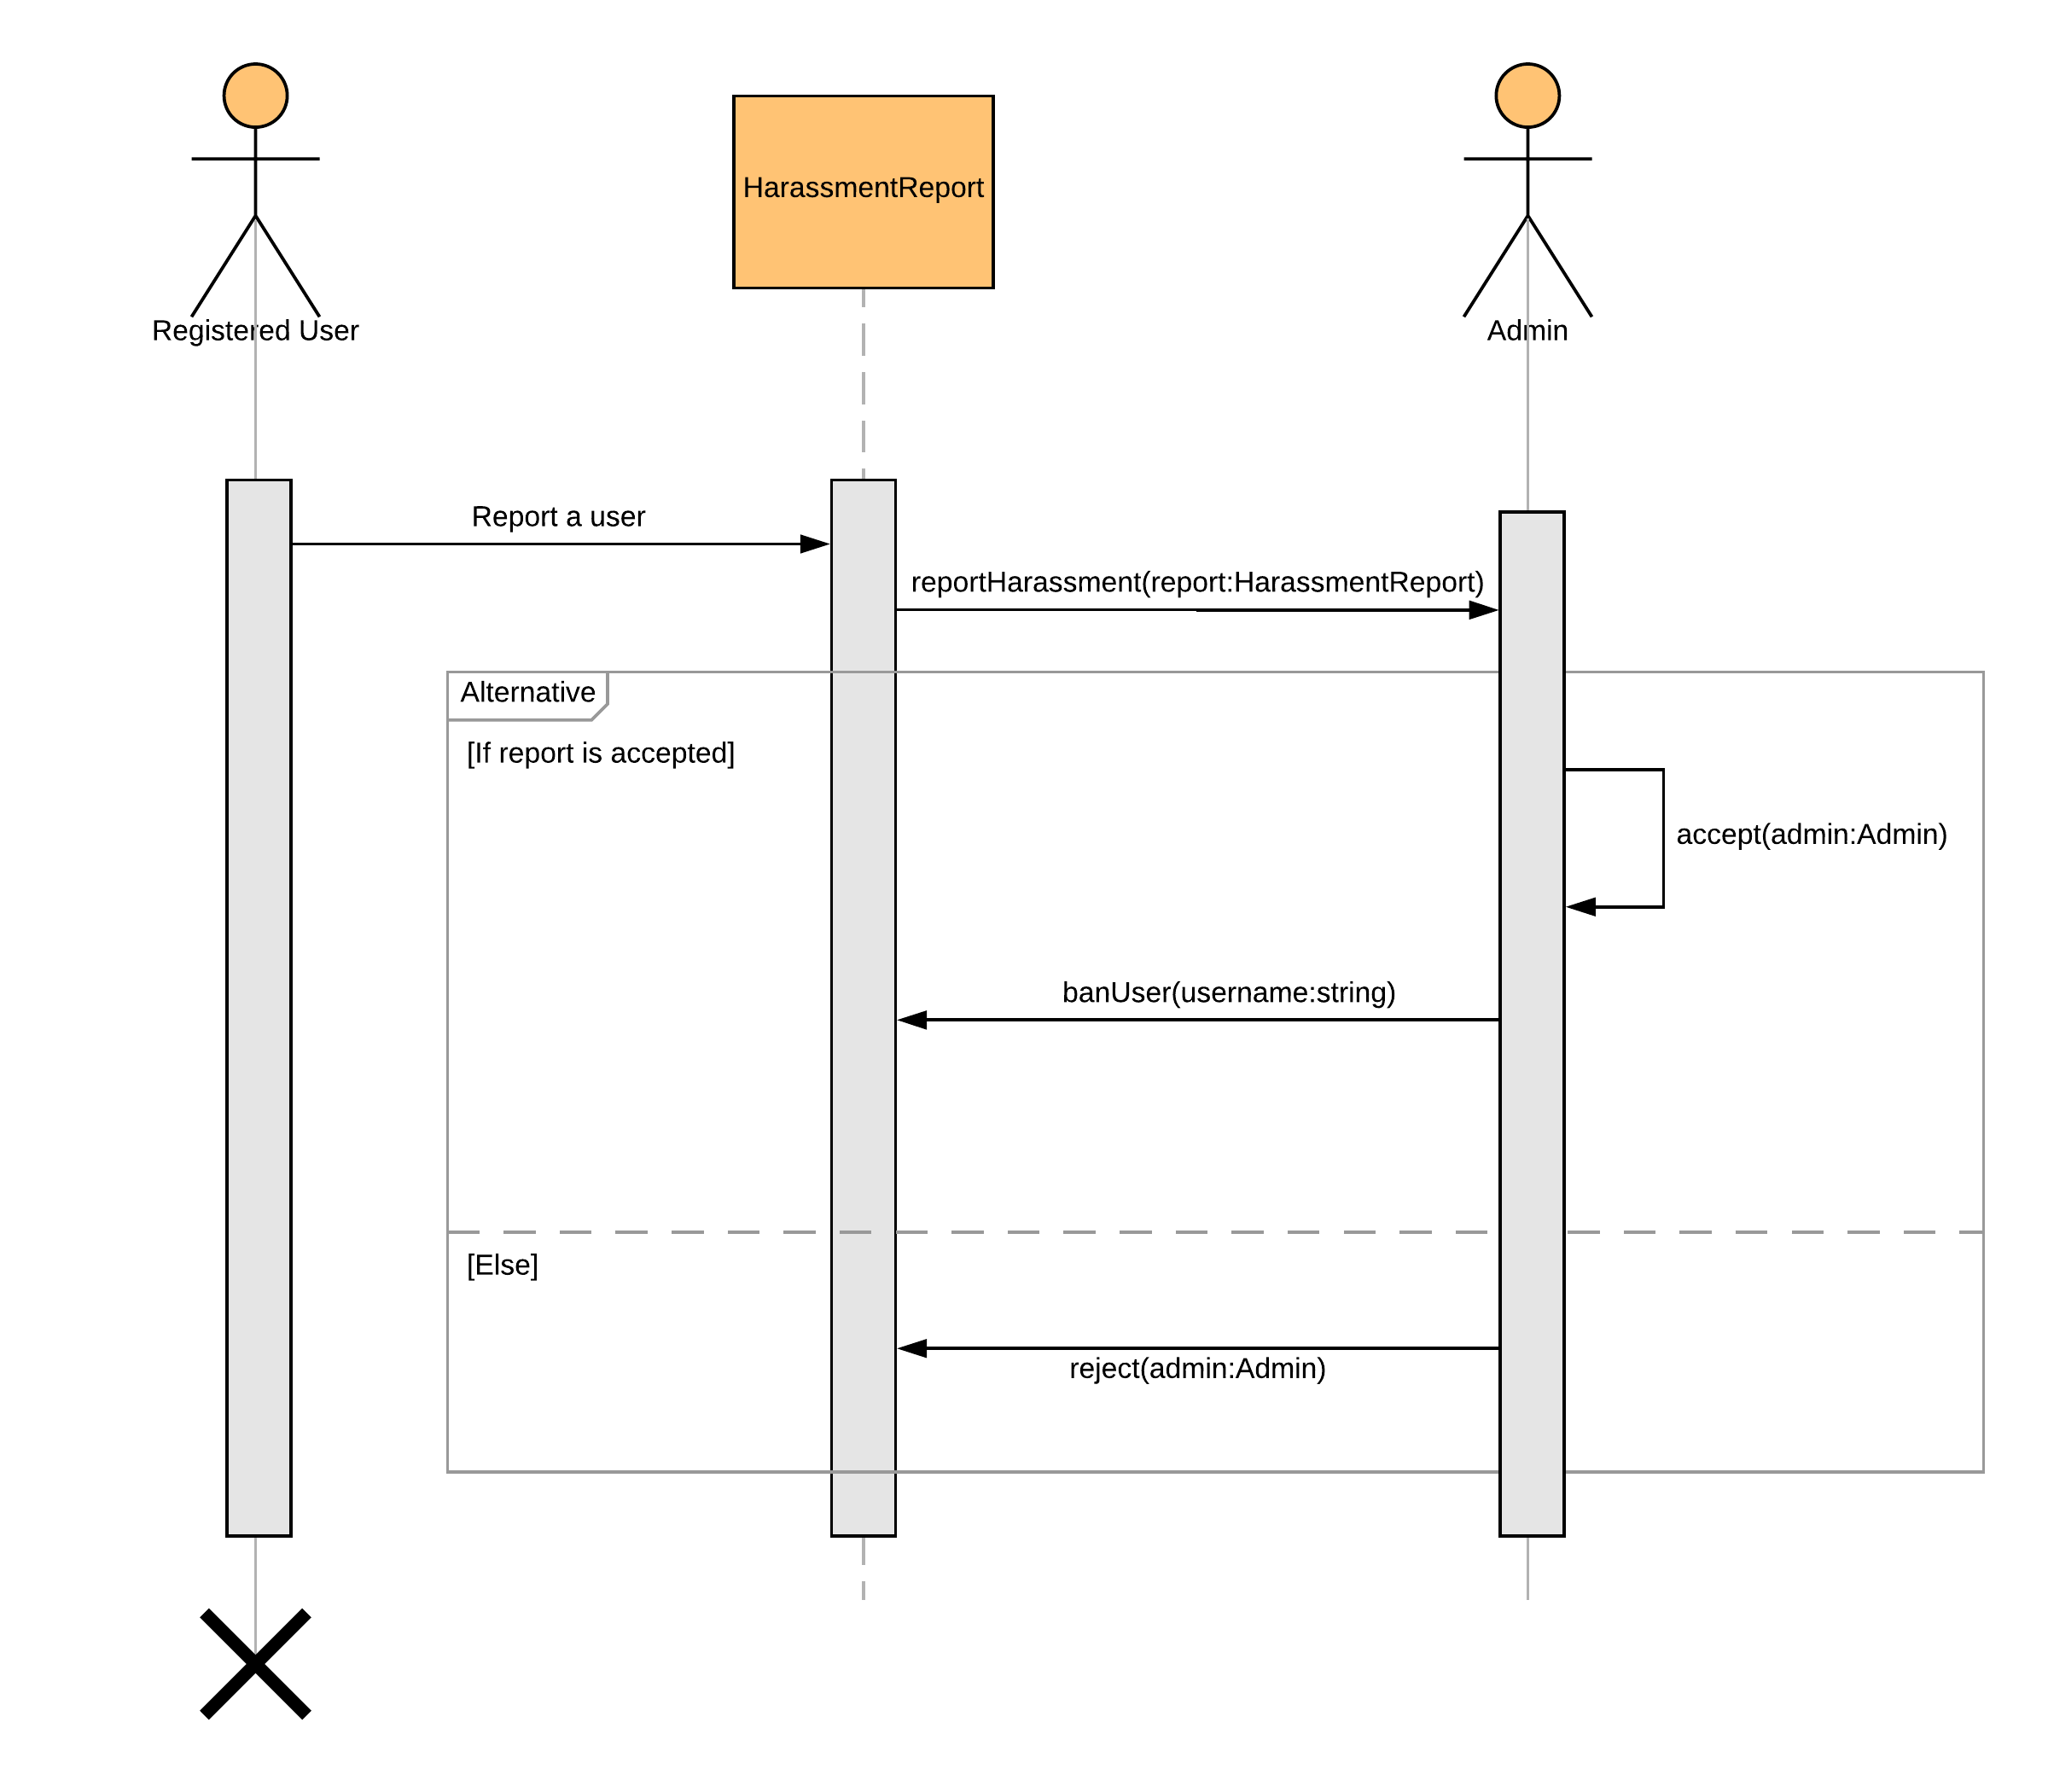 HarassmentReport
Registered User
Admin
Report a user
reportHarassment(report:HarassmentReport)
Alternative
[If report is accepted]
accept(admin:Admin)
banUser(username:string)
[Else]
reject(admin:Admin)